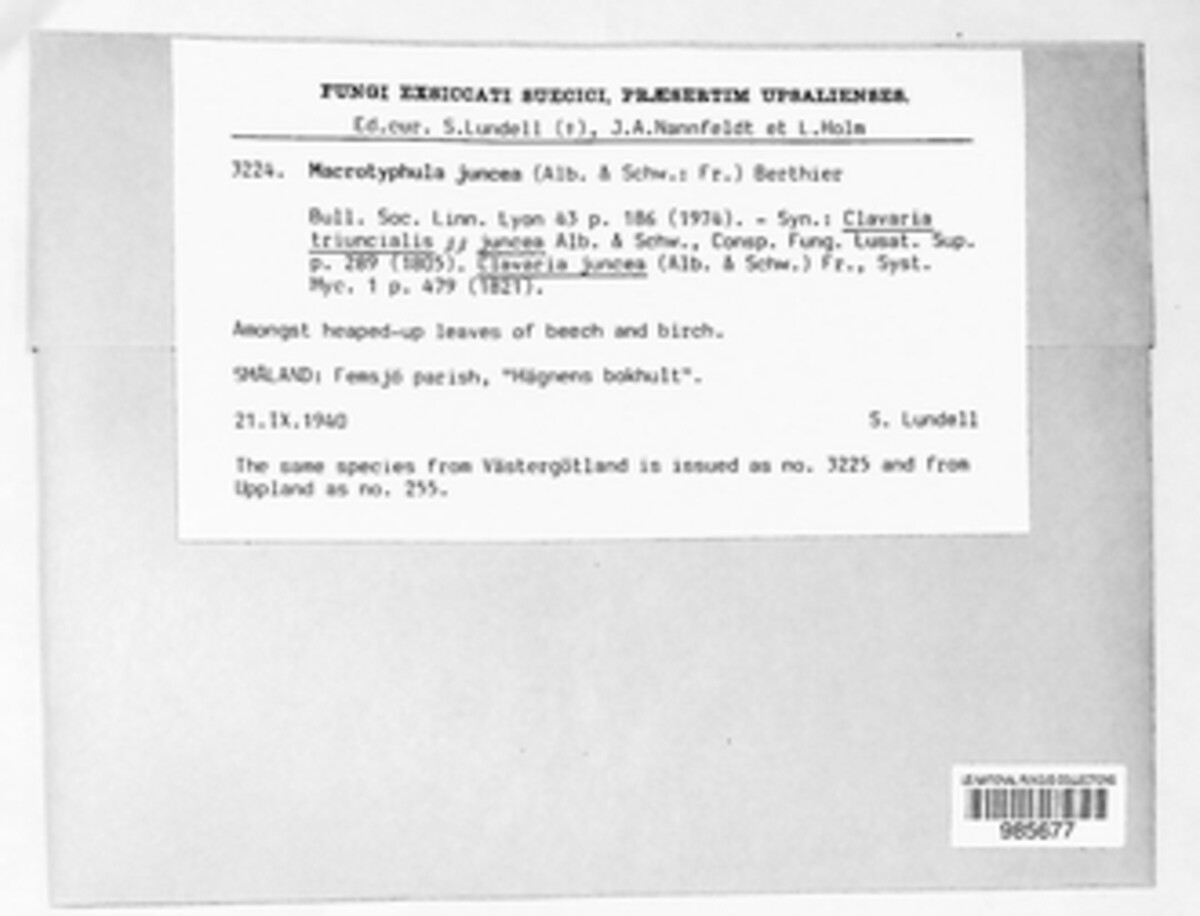 FUNGI EXSICCATI SUECICI, PRÆSERTIM UPSALIENSES.
Ed.cur. S.Lundell (†), J.A.Nannfeldt et L.Holm
3224. Macrotyphula juncea (Alb. & Schw.: Fr.) Berthier
Bull. Soc. Linn. Lyon 43 p. 186 (1974). - Syn.: Clavaria
triuncialis ββ juncea Alb. & Schw., Consp. Fung. Lusat. Sup.
p. 289 (1805). Clavaria juncea (Alb. & Schw.) Fr., Syst.
Myc. 1 p. 479 (1821).
Amongst heaped-up leaves of beech and birch.
SMÅLAND: Femsjö parish, "Hägnens bokhult".
21.IX.1940 S. Lundell
The same species from Västergötland is issued as no. 3225 and from
Uppland as no. 255.
US NATIONAL FUNGUS COLLECTIONS
985677